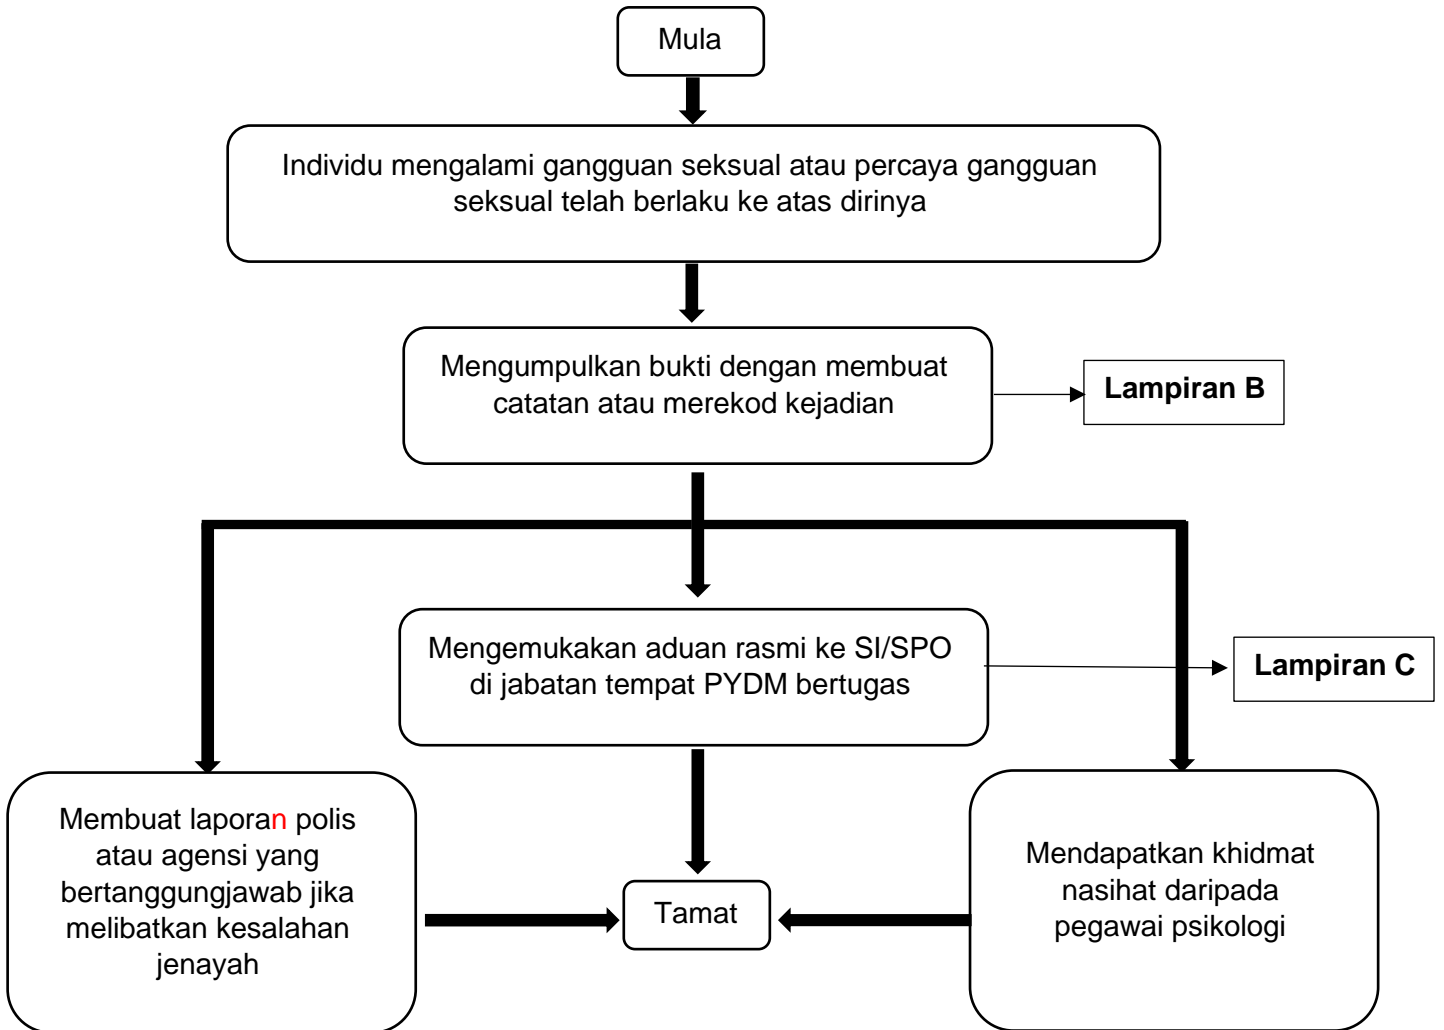 Mula
Individu mengalami gangguan seksual atau percaya gangguan
seksual telah berlaku ke atas dirinya
Mengumpulkan bukti dengan membuat
catatan atau merekod kejadian
Lampiran B
Mengemukakan aduan rasmi ke SI/SPO
di jabatan tempat PYDM bertugas
Lampiran C
Membuat laporan polis
atau agensi yang
bertanggungjawab jika
melibatkan kesalahan
jenayah
Tamat
Mendapatkan khidmat
nasihat daripada
pegawai psikologi